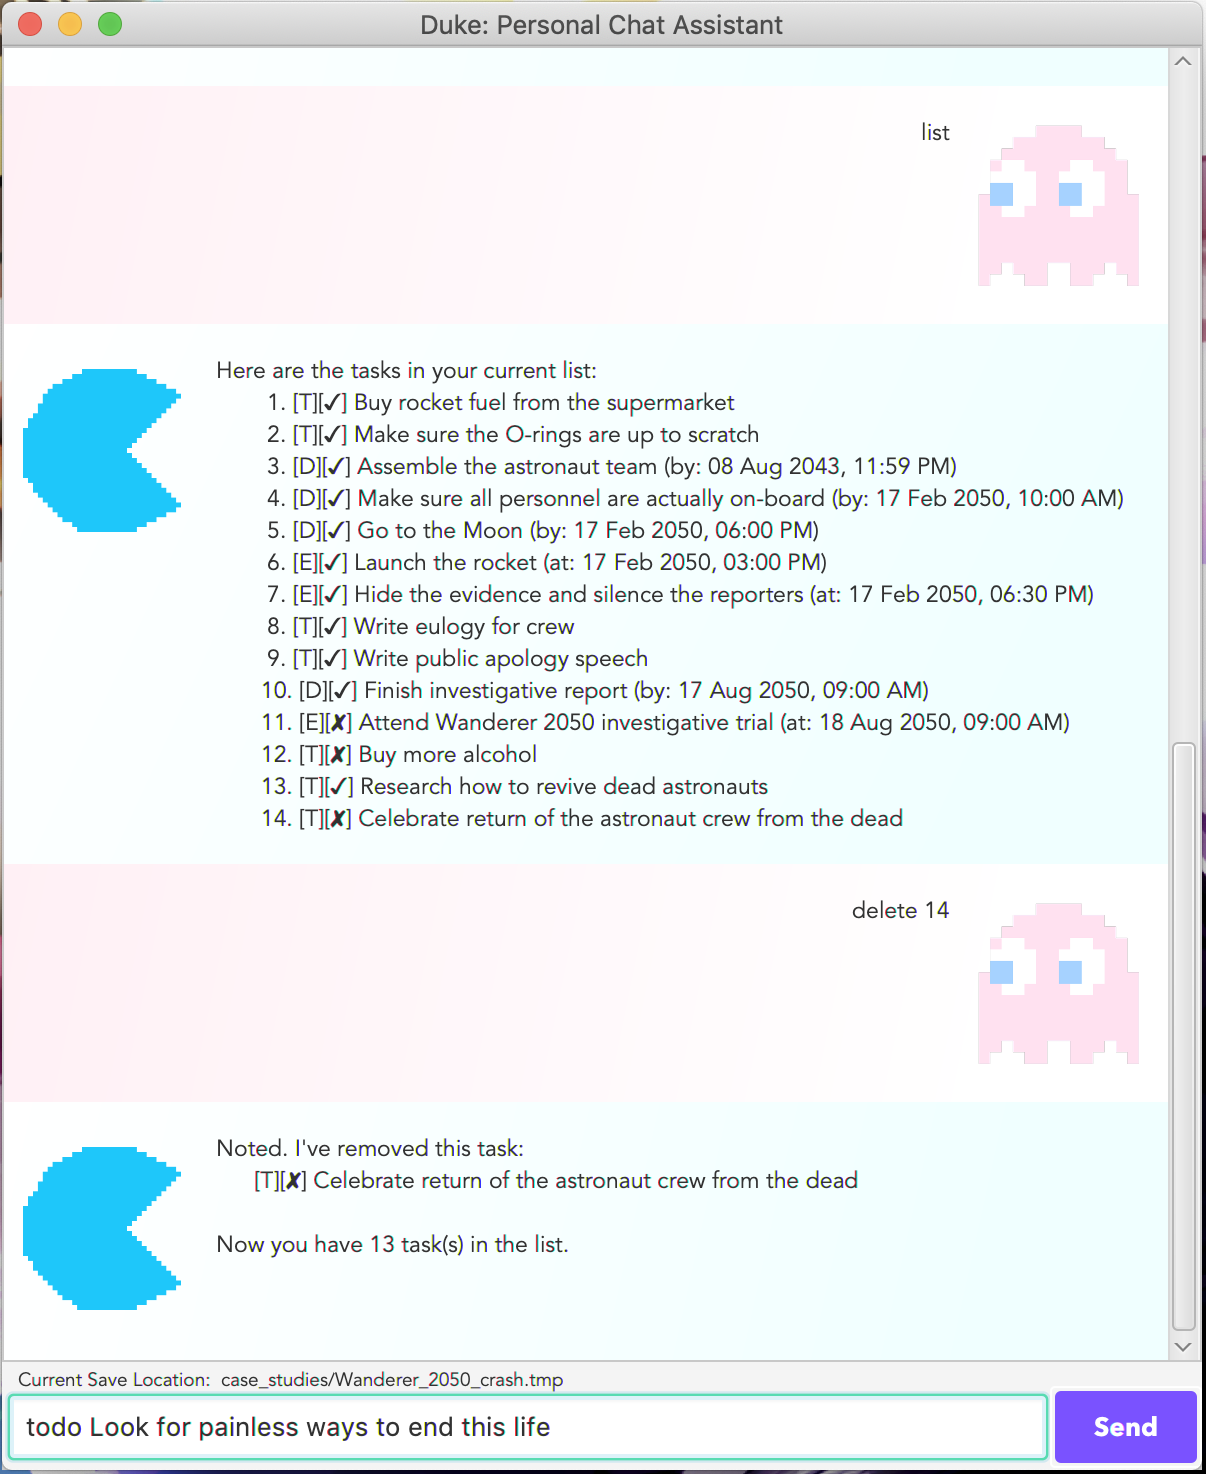 Duke: Personal Chat Assistant
list
Here are the tasks in your current list:
1. [T][✓] Buy rocket fuel from the supermarket
2. [T][✓] Make sure the O-rings are up to scratch
3. [D][✓] Assemble the astronaut team (by: 08 Aug 2043, 11:59 PM)
4. [D][✓] Make sure all personnel are actually on-board (by: 17 Feb 2050, 10:00 AM)
5. [D][✓] Go to the Moon (by: 17 Feb 2050, 06:00 PM)
6. [E][✓] Launch the rocket (at: 17 Feb 2050, 03:00 PM)
7. [E][✓] Hide the evidence and silence the reporters (at: 17 Feb 2050, 06:30 PM)
8. [T][✓] Write eulogy for crew
9. [T][✓] Write public apology speech
10. [D][✓] Finish investigative report (by: 17 Aug 2050, 09:00 AM)
11. [E][✘] Attend Wanderer 2050 investigative trial (at: 18 Aug 2050, 09:00 AM)
12. [T][✘] Buy more alcohol
13. [T][✓] Research how to revive dead astronauts
14. [T][✘] Celebrate return of the astronaut crew from the dead
delete 14
Noted. I've removed this task:
[T][✘] Celebrate return of the astronaut crew from the dead
Now you have 13 task(s) in the list.
Current Save Location: case_studies/Wanderer_2050_crash.tmp
todo Look for painless ways to end this life
Send